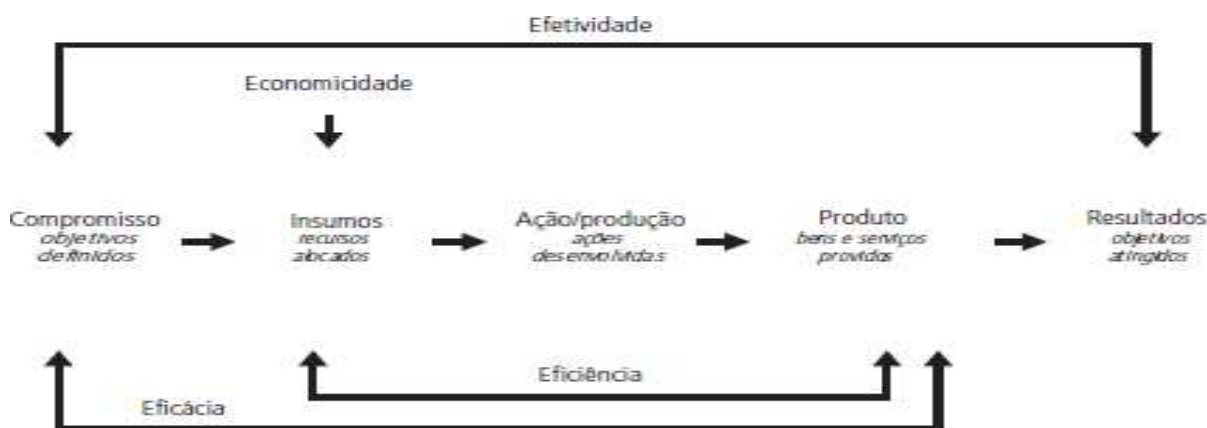 Efetividade
Economicidade
Compromisso
objetivos
definidos
Insumos
recursos
alocados
Ação/produção
ações
desenvolvidas
Produto
bens e serviços
providos
Resultados
objetivos
atingidos
Eficiência
Eficácia